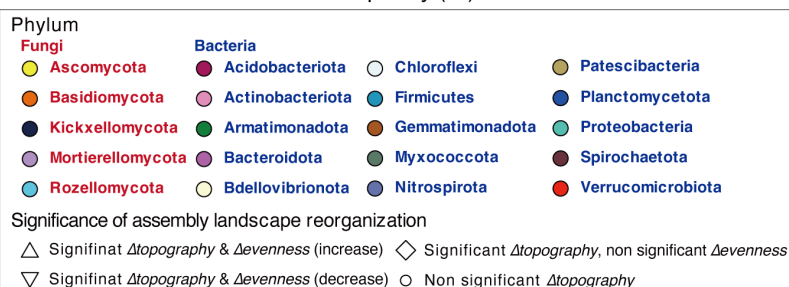 Phylum
Fungi Bacteria
Ascomycota Acidobacteriota Chloroflexi Patescibacteria
Basidiomycota Actinobacteriota Firmicutes Planctomycetota
Kickxellomycota Armatimonadota Gemmatimonadota Proteobacteria
Mortierellomycota Bacteroidota Myxococcota Spirochaetota
Rozellomycota Bdellovibrionota Nitrospirota Verrucomicrobiota
Significance of assembly landscape reorganization
Signifinat Δtopography & Δevenness (increase) Significant Δtopography, non significant Δevenness
Signifinat Δtopography & Δevenness (decrease) Non significant Δtopography